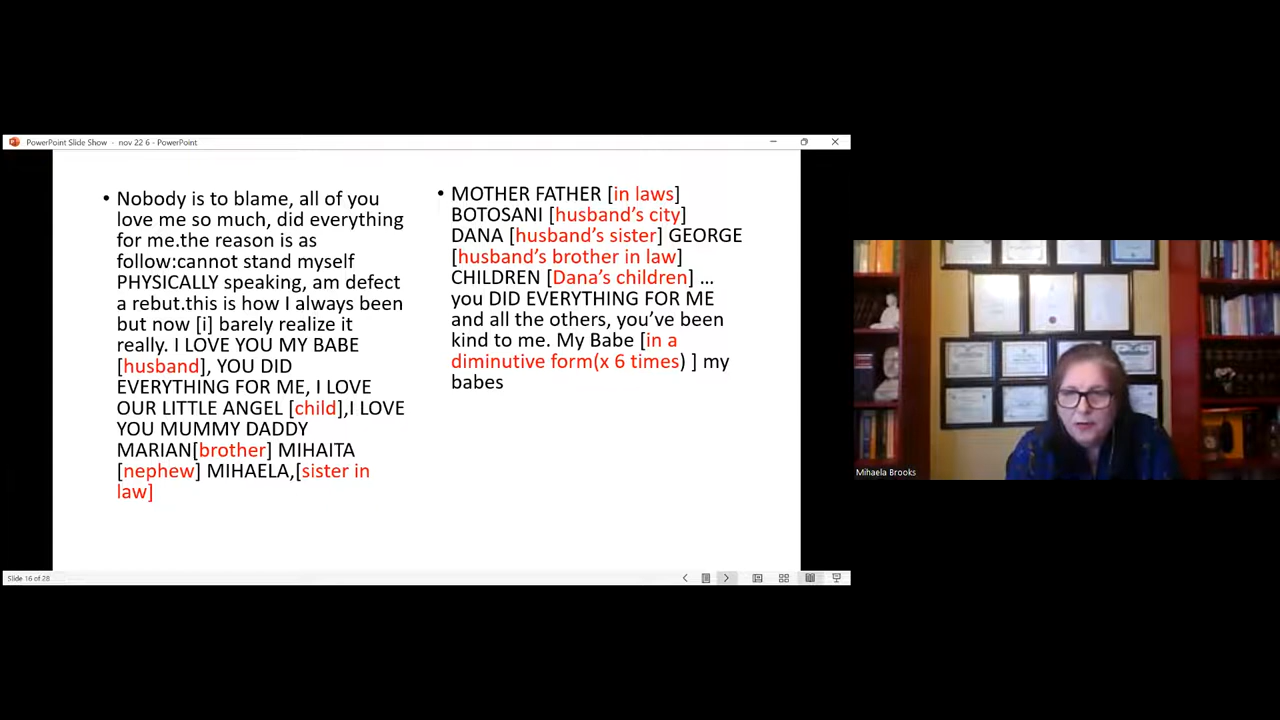 PowerPoint Slide Show - nov 22 6 - PowerPoint
• Nobody is to blame, all of you
love me so much, did everything
for me.the reason is as
follow:cannot stand myself
PHYSICALLY speaking, am defect
a rebut.this is how I always been
but now [i] barely realize it
really. I LOVE YOU MY BABE
[husband], YOU DID
EVERYTHING FOR ME, I LOVE
OUR LITTLE ANGEL [child],I LOVE
YOU MUMMY DADDY
MARIAN[brother] MIHAITA
[nephew] MIHAELA,[sister in
law]
• MOTHER FATHER [in laws]
BOTOSANI [husband’s city]
DANA [husband’s sister] GEORGE
[husband’s brother in law]
CHILDREN [Dana’s children] ...
you DID EVERYTHING FOR ME
and all the others, you’ve been
kind to me. My Babe [in a
diminutive form(x 6 times) ] my
babes
Mihaela Brooks
Slide 16 of 28